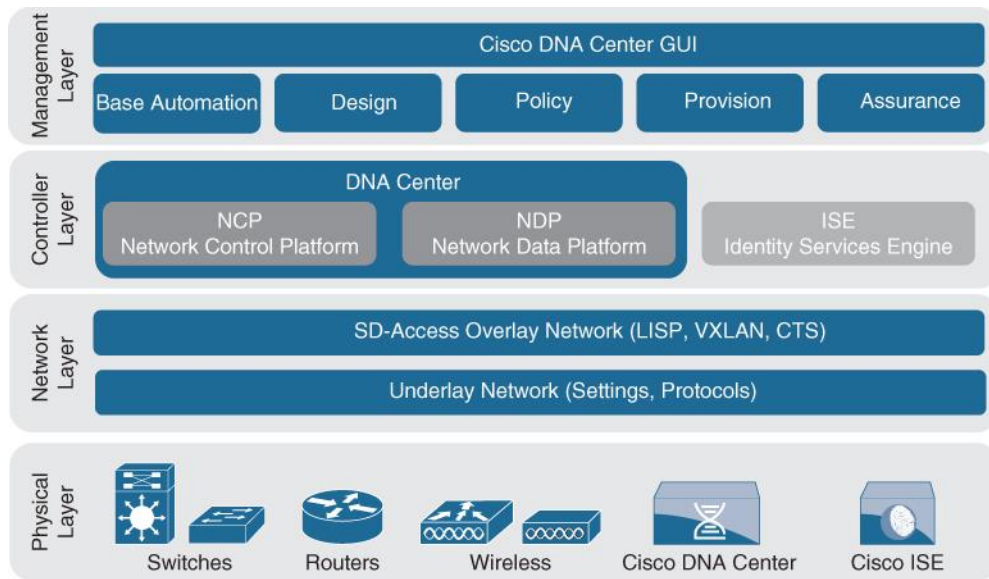 Management
Layer
Cisco DNA Center GUI
Base Automation
Design
Policy
Provision
Assurance
Controller
Layer
DNA Center
NCP
Network Control Platform
NDP
Network Data Platform
ISE
Identity Services Engine
Network
Layer
SD-Access Overlay Network (LISP, VXLAN, CTS)
Underlay Network (Settings, Protocols)
Physical
Layer
Switches
Routers
Wireless
Cisco DNA Center
Cisco ISE